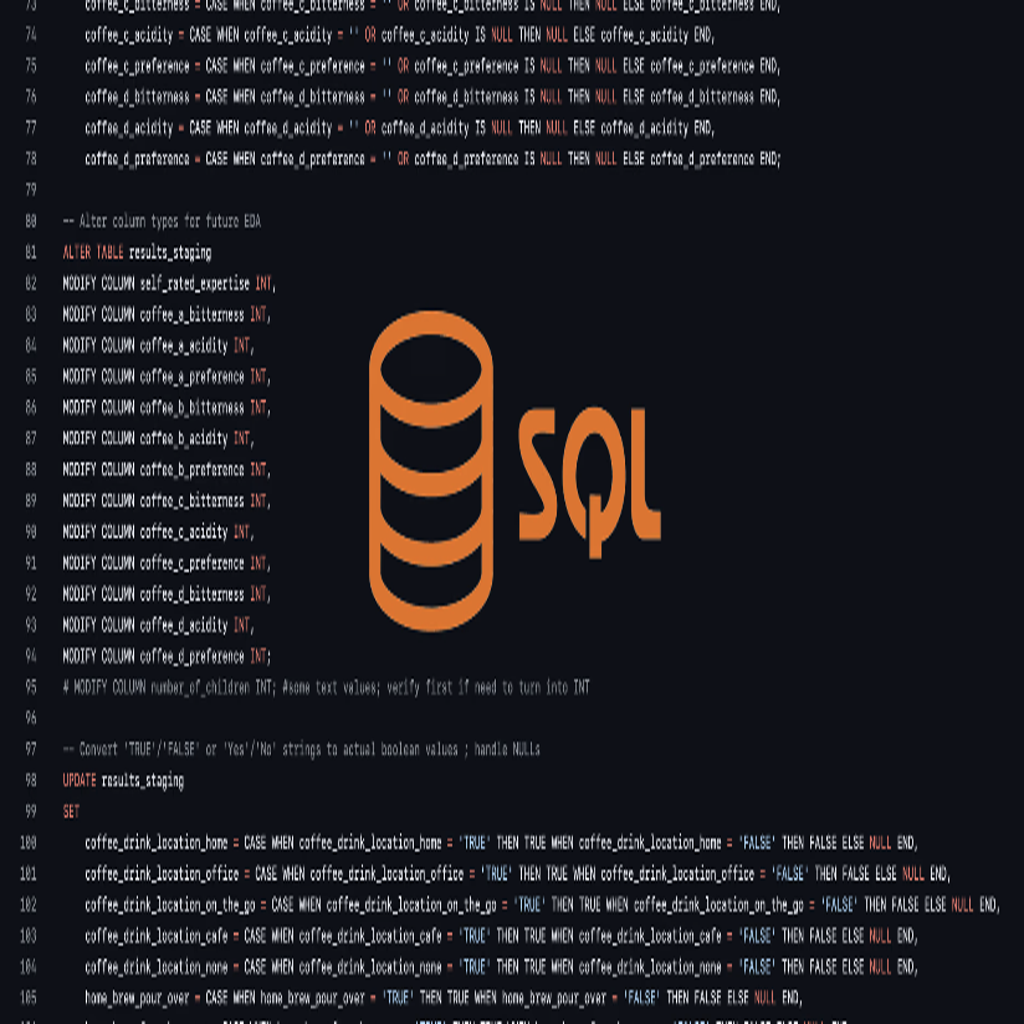 73 coffee_c_bitterness = CASE WHEN coffee_c_bitterness = '' OR coffee_c_bitterness IS NULL THEN NULL ELSE coffee_c_bitterness END,
74 coffee_c_acidity = CASE WHEN coffee_c_acidity = '' OR coffee_c_acidity IS NULL THEN NULL ELSE coffee_c_acidity END,
75 coffee_c_preference = CASE WHEN coffee_c_preference = '' OR coffee_c_preference IS NULL THEN NULL ELSE coffee_c_preference END,
76 coffee_d_bitterness = CASE WHEN coffee_d_bitterness = '' OR coffee_d_bitterness IS NULL THEN NULL ELSE coffee_d_bitterness END,
77 coffee_d_acidity = CASE WHEN coffee_d_acidity = '' OR coffee_d_acidity IS NULL THEN NULL ELSE coffee_d_acidity END,
78 coffee_d_preference = CASE WHEN coffee_d_preference = '' OR coffee_d_preference IS NULL THEN NULL ELSE coffee_d_preference END;
79
80 -- Alter column types for future EDA
81 ALTER TABLE results_staging
82 MODIFY COLUMN self_rated_expertise INT,
83 MODIFY COLUMN coffee_a_bitterness INT,
84 MODIFY COLUMN coffee_a_acidity INT,
85 MODIFY COLUMN coffee_a_preference INT,
86 MODIFY COLUMN coffee_b_bitterness INT,
87 MODIFY COLUMN coffee_b_acidity INT,
88 MODIFY COLUMN coffee_b_preference INT,
89 MODIFY COLUMN coffee_c_bitterness INT,
90 MODIFY COLUMN coffee_c_acidity INT,
91 MODIFY COLUMN coffee_c_preference INT,
92 MODIFY COLUMN coffee_d_bitterness INT,
93 MODIFY COLUMN coffee_d_acidity INT,
94 MODIFY COLUMN coffee_d_preference INT;
SQL
95 # MODIFY COLUMN number_of_children INT; #some text values; verify first if need to turn into INT
96
97 -- Convert 'TRUE'/'FALSE' or 'Yes'/'No' strings to actual boolean values ; handle NULLs
98 UPDATE results_staging
99 SET
100 coffee_drink_location_home = CASE WHEN coffee_drink_location_home = 'TRUE' THEN TRUE WHEN coffee_drink_location_home = 'FALSE' THEN FALSE ELSE NULL END,
101 coffee_drink_location_office = CASE WHEN coffee_drink_location_office = 'TRUE' THEN TRUE WHEN coffee_drink_location_office = 'FALSE' THEN FALSE ELSE NULL END,
102 coffee_drink_location_on_the_go = CASE WHEN coffee_drink_location_on_the_go = 'TRUE' THEN TRUE WHEN coffee_drink_location_on_the_go = 'FALSE' THEN FALSE ELSE NULL END,
103 coffee_drink_location_cafe = CASE WHEN coffee_drink_location_cafe = 'TRUE' THEN TRUE WHEN coffee_drink_location_cafe = 'FALSE' THEN FALSE ELSE NULL END,
104 coffee_drink_location_none = CASE WHEN coffee_drink_location_none = 'TRUE' THEN TRUE WHEN coffee_drink_location_none = 'FALSE' THEN FALSE ELSE NULL END,
105 home_brew_pour_over = CASE WHEN home_brew_pour_over = 'TRUE' THEN TRUE WHEN home_brew_pour_over = 'FALSE' THEN FALSE ELSE NULL END,